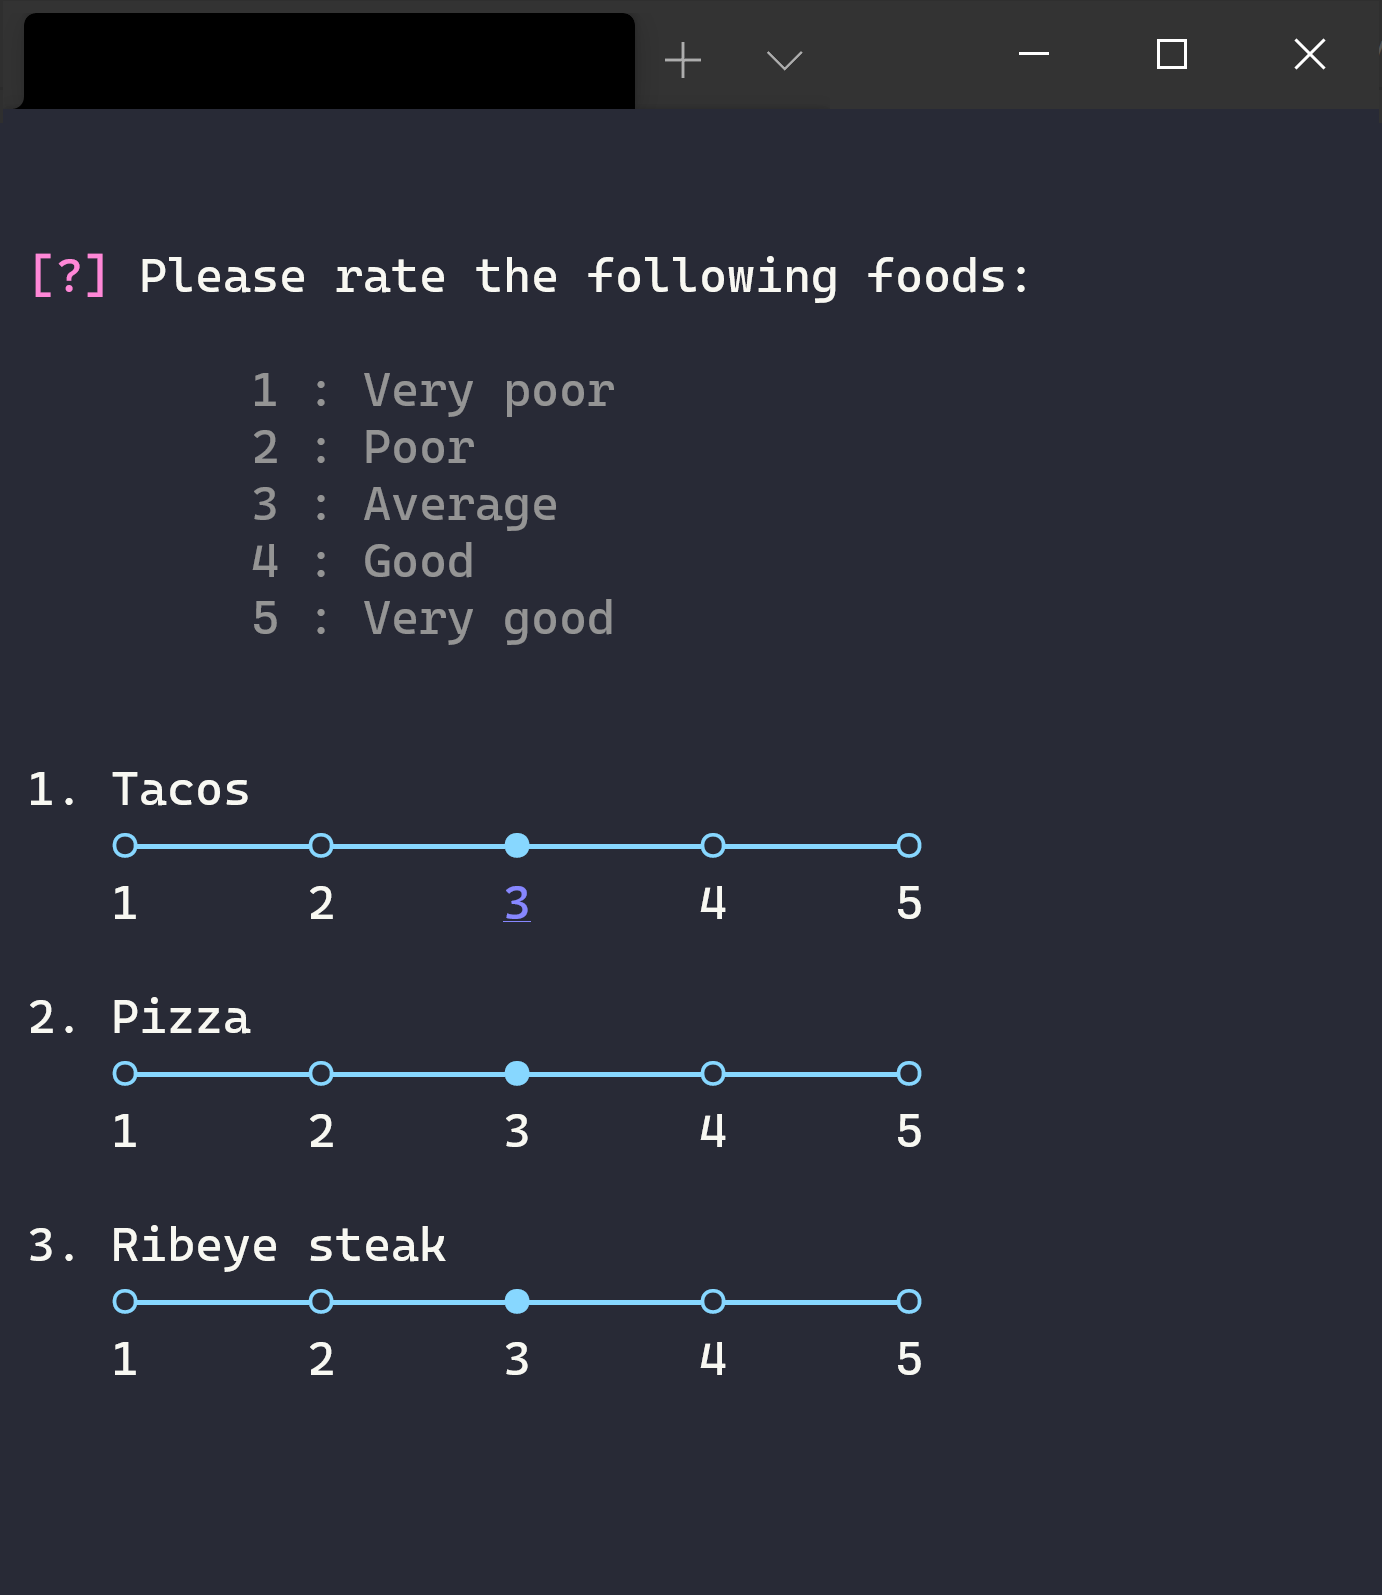 [?] Please rate the following foods:
1 : Very poor
2 : Poor
3 : Average
4 : Good
5 : Very good
1. Tacos
1 2 3 4 5
2. Pizza
1 2 3 4 5
3. Ribeye steak
1 2 3 4 5